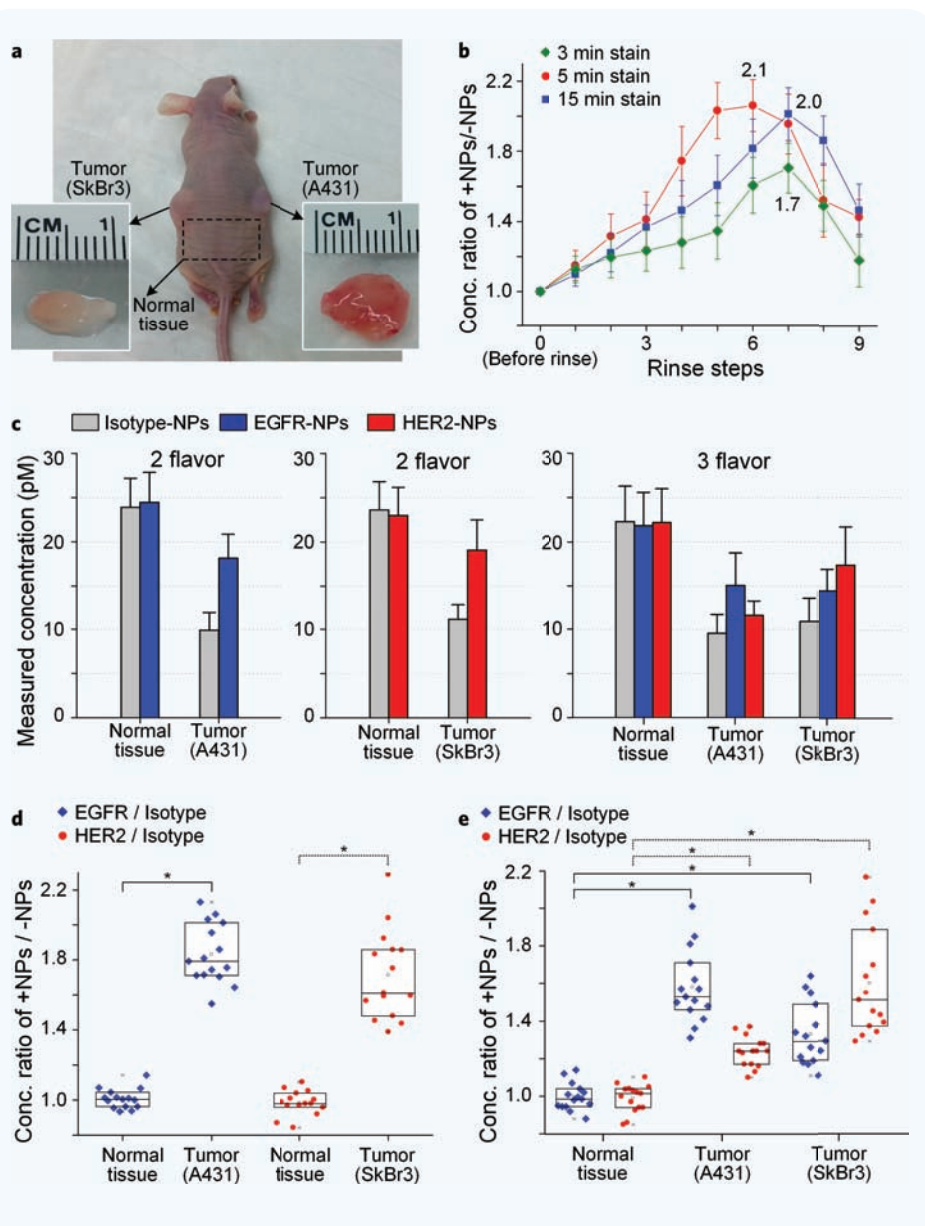 a
Tumor
(SkBr3)
Tumor
(A431)
CM 1
CM 1
Normal
tissue
b
3 min stain
5 min stain
15 min stain
Conc. ratio of +NPs/-NPs
2.2
1.8
1.4
1.0
2.1
2.0
1.7
0 3 6 9
(Before rinse)
Rinse steps
c
Isotype-NPs EGFR-NPs HER2-NPs
Measured concentration (pM)
30
20
10
0
2 flavor
Normal
tissue
Tumor
(A431)
30
20
10
0
2 flavor
Normal
tissue
Tumor
(SkBr3)
30
20
10
0
3 flavor
Normal
tissue
Tumor
(A431)
Tumor
(SkBr3)
d
EGFR / Isotype
HER2 / Isotype
Conc. ratio of +NPs / -NPs
2.2
1.8
1.4
1.0
*
*
Normal
tissue
Tumor
(A431)
Normal
tissue
Tumor
(SkBr3)
e
EGFR / Isotype
HER2 / Isotype
Conc. ratio of +NPs / -NPs
2.2
1.8
1.4
1.0
*
*
*
*
Normal
tissue
Tumor
(A431)
Tumor
(SkBr3)